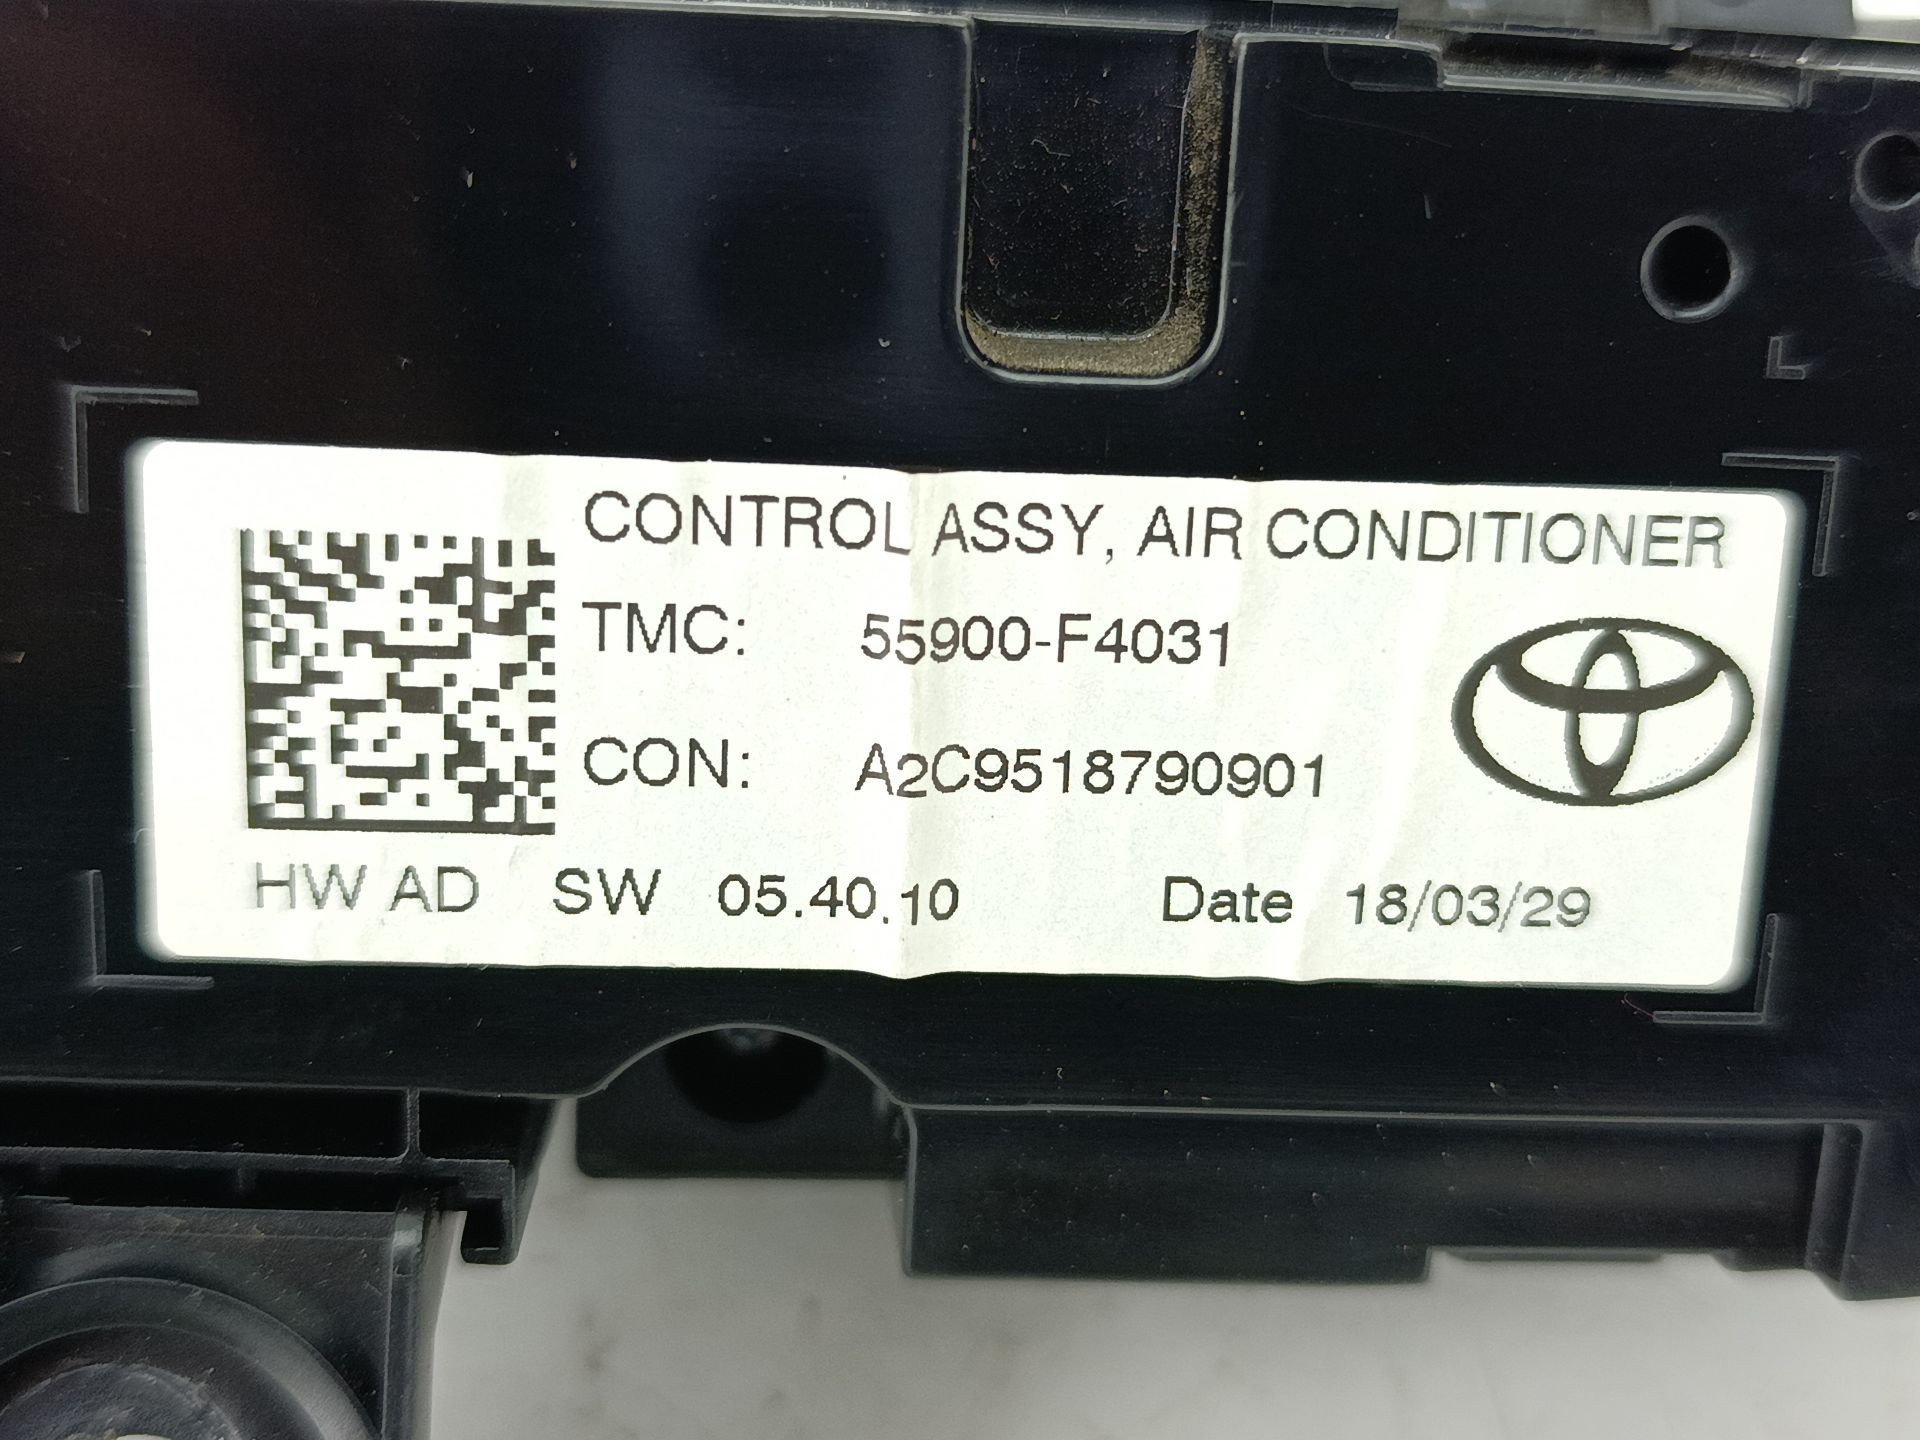 CONTROL ASSY, AIR CONDITIONER
TMC: 55900-F4031
CON: A2C9518790901
HW AD SW 05.40.10 Date 18/03/29